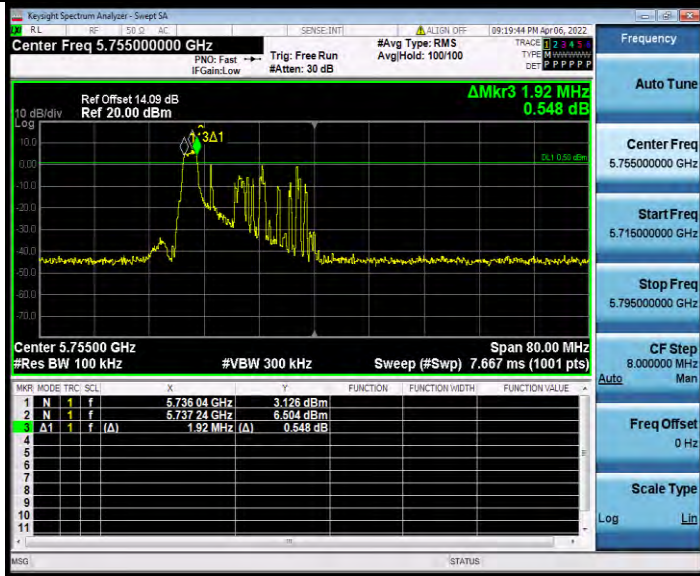 Keysight Spectrum Analyzer - Swept SA
RL RF 50 Ω AC SENSE:INT ALIGN OFF 09:19:44 PM Apr 06, 2022
Center Freq 5.755000000 GHz #Avg Type: RMS TRACE 1 2 3 4 5 6
PNO: Fast Trig: Free Run Avg|Hold: 100/100 TYPE M
IFGain:Low #Atten: 30 dB DET P P P P P P
ΔMkr3 1.92 MHz
0.548 dB
Ref Offset 14.09 dB
10 dB/div Ref 20.00 dBm
Log
10.0
0.00
-10.0
-20.0
-30.0
-40.0
-50.0
-60.0
-70.0
3Δ1
DL1 0.50 dBm
Center 5.75500 GHz Span 80.00 MHz
#Res BW 100 kHz #VBW 300 kHz Sweep (#Swp) 7.667 ms (1001 pts)
MKR MODE TRC SCL X Y FUNCTION FUNCTION WIDTH FUNCTION VALUE
1 N 1 f 5.736 04 GHz 3.126 dBm
2 N 1 f 5.737 24 GHz 6.504 dBm
3 Δ1 1 f (Δ) 1.92 MHz (Δ) 0.548 dB
4
5
6
7
8
9
10
11
MSG STATUS
Frequency
Auto Tune
Center Freq
5.755000000 GHz
Start Freq
5.715000000 GHz
Stop Freq
5.795000000 GHz
CF Step
8.000000 MHz
Auto Man
Freq Offset
0 Hz
Scale Type
Log Lin